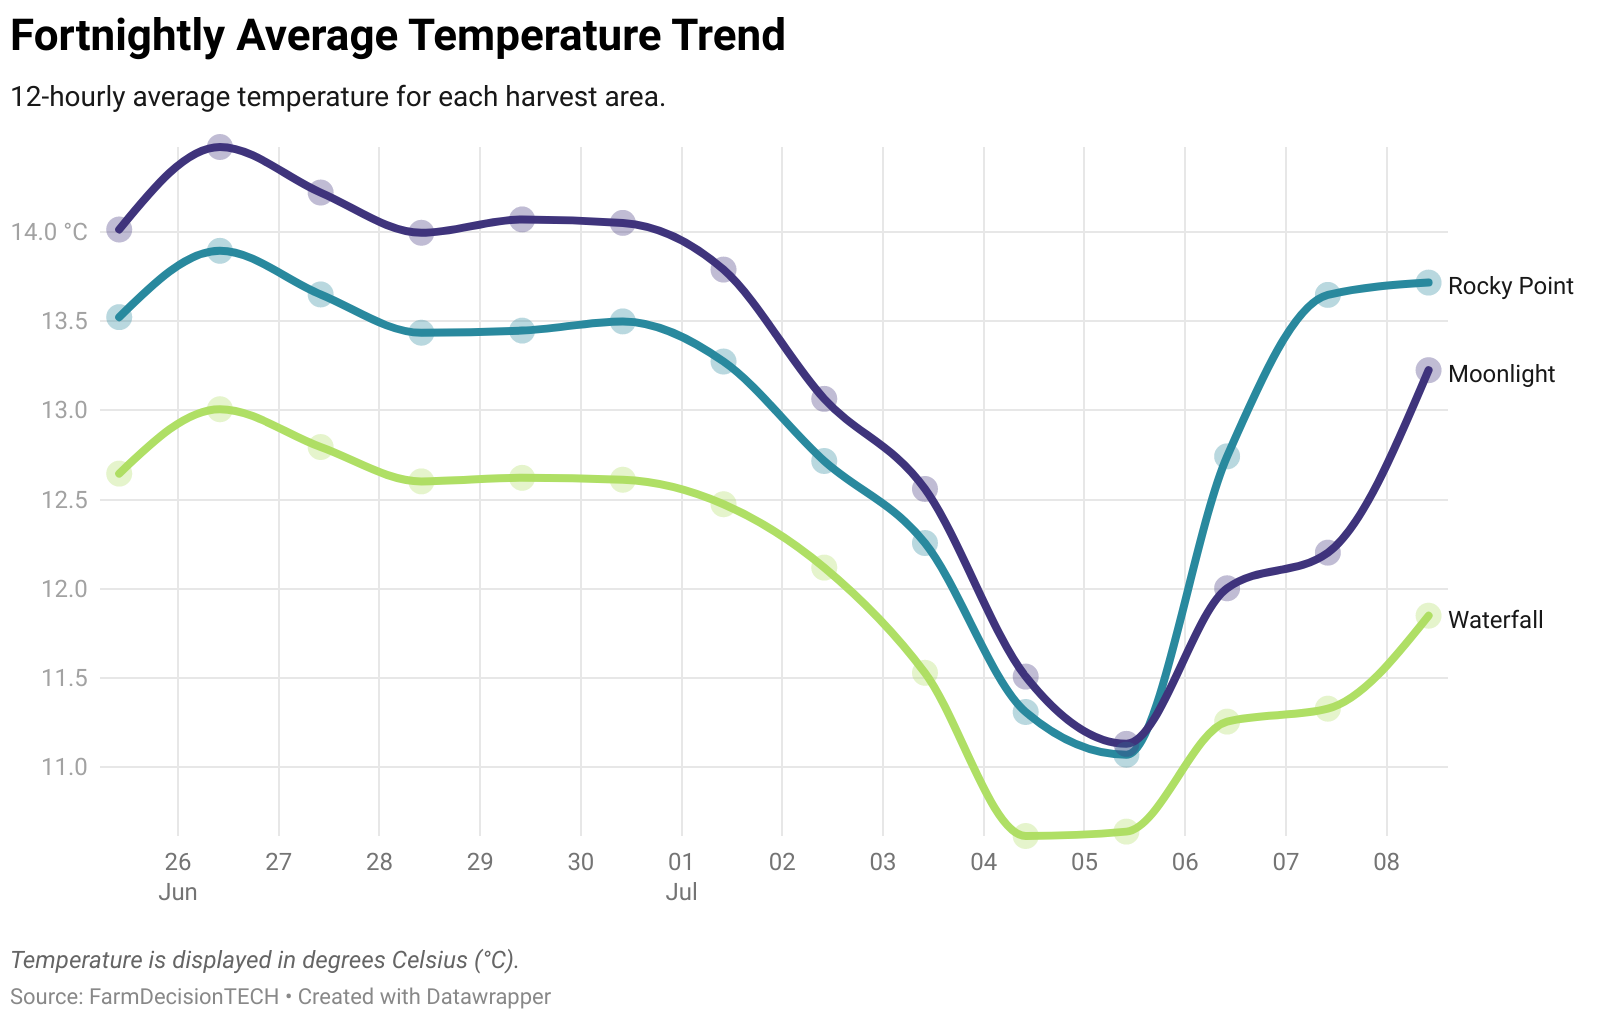 Fortnightly Average Temperature Trend
12-hourly average temperature for each harvest area.
14.0 °C
13.5
13.0
12.5
12.0
11.5
11.0
Rocky Point
Moonlight
Waterfall
26 27 28 29 30 01 02 03 04 05 06 07 08
Jun Jul
Temperature is displayed in degrees Celsius (°C).
Source: FarmDecisionTECH • Created with Datawrapper